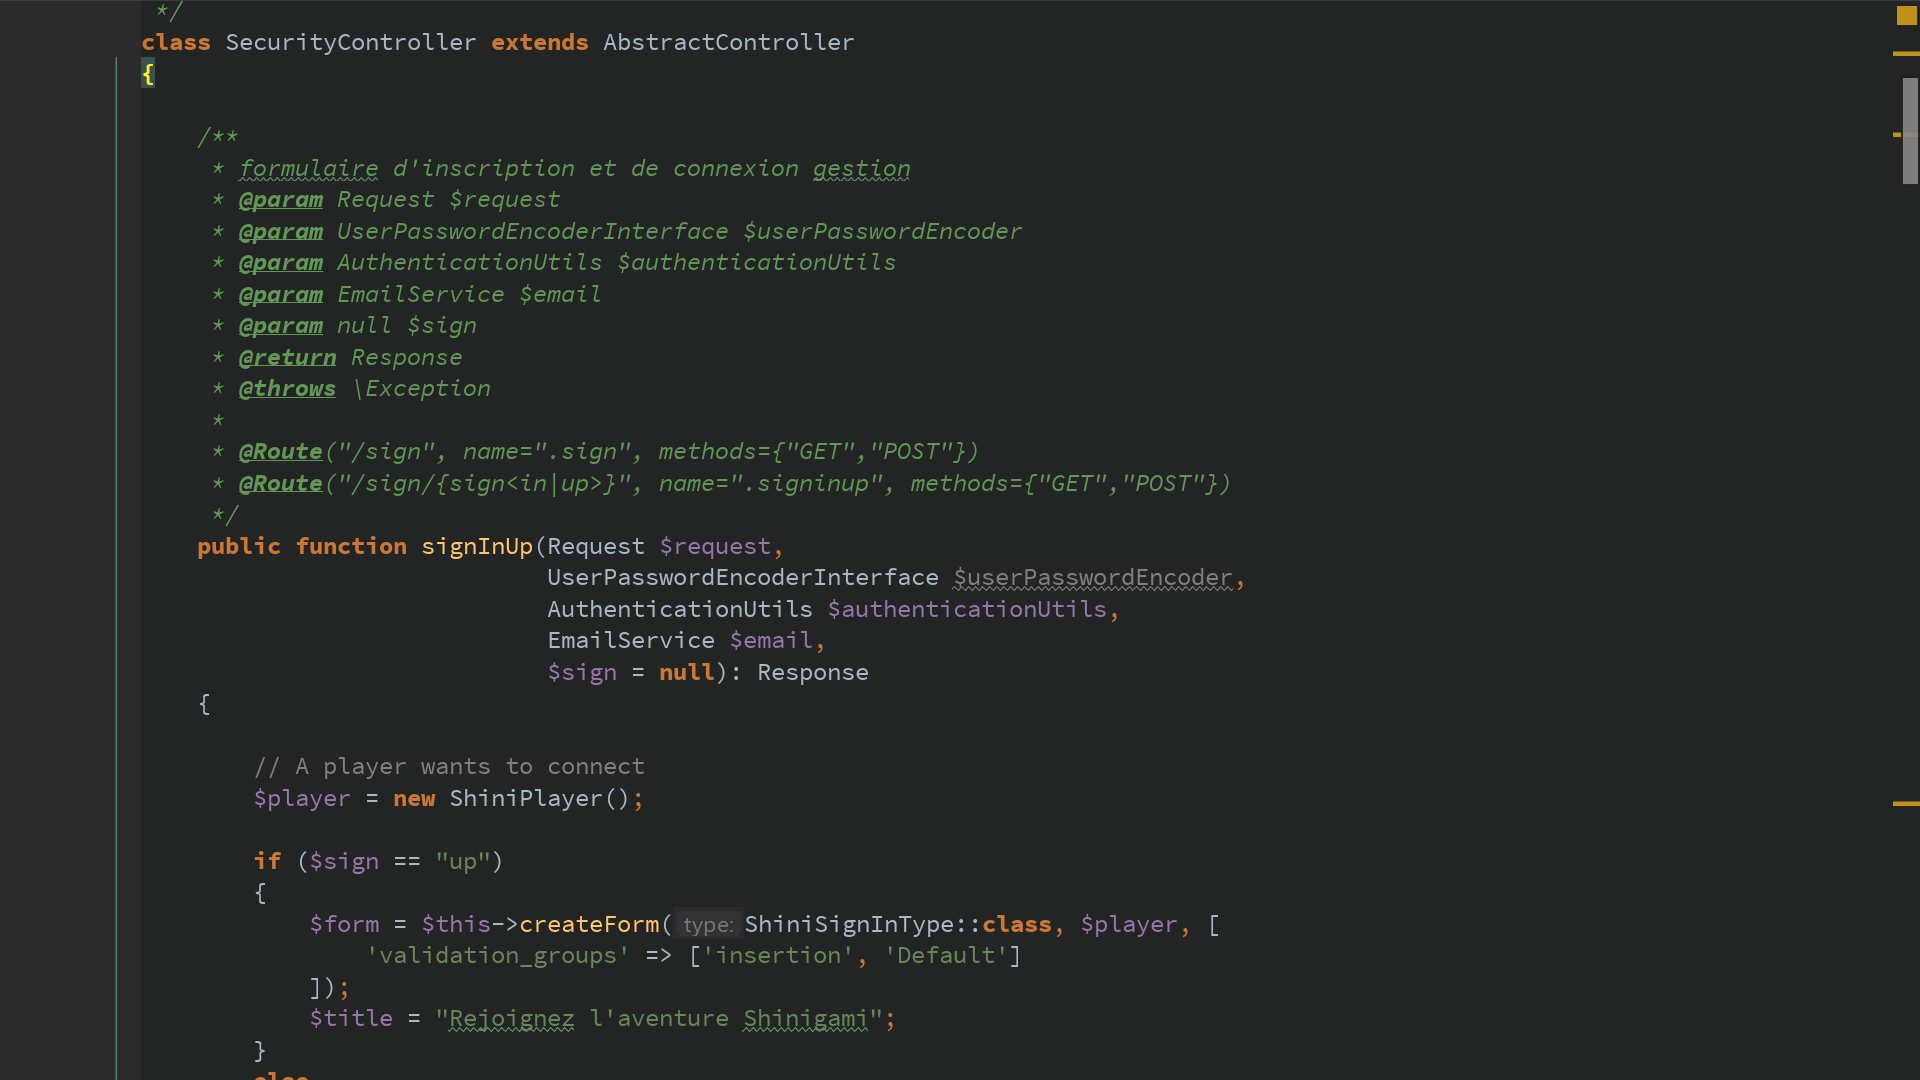 */
class SecurityController extends AbstractController
{
/**
* formulaire d'inscription et de connexion gestion
* @param Request $request
* @param UserPasswordEncoderInterface $userPasswordEncoder
* @param AuthenticationUtils $authenticationUtils
* @param EmailService $email
* @param null $sign
* @return Response
* @throws \Exception
*
* @Route("/sign", name=".sign", methods={"GET","POST"})
* @Route("/sign/{sign<in|up>}", name=".signinup", methods={"GET","POST"})
*/
public function signInUp(Request $request,
UserPasswordEncoderInterface $userPasswordEncoder,
AuthenticationUtils $authenticationUtils,
EmailService $email,
$sign = null): Response
{
// A player wants to connect
$player = new ShiniPlayer();
if ($sign == "up")
{
$form = $this->createForm( type: ShiniSignInType::class, $player, [
'validation_groups' => ['insertion', 'Default']
]);
$title = "Rejoignez l'aventure Shinigami";
}
else